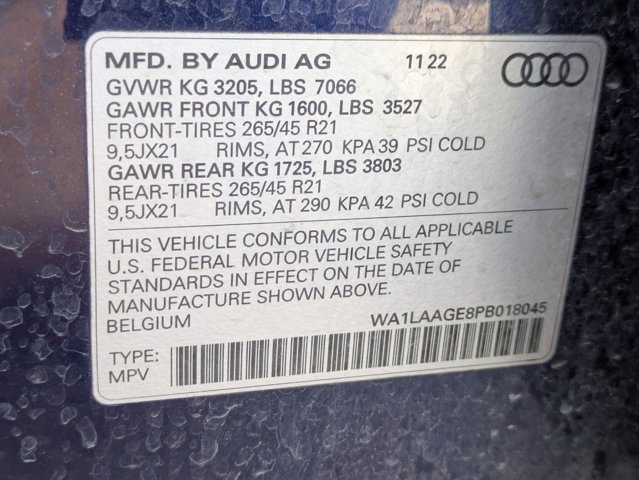 MFD. BY AUDI AG 11 22
GVWR KG 3205, LBS 7066
GAWR FRONT KG 1600, LBS 3527
FRONT-TIRES 265/45 R21
9,5JX21 RIMS, AT 270 KPA 39 PSI COLD
GAWR REAR KG 1725, LBS 3803
REAR-TIRES 265/45 R21
9,5JX21 RIMS, AT 290 KPA 42 PSI COLD
THIS VEHICLE CONFORMS TO ALL APPLICABLE
U.S. FEDERAL MOTOR VEHICLE SAFETY
STANDARDS IN EFFECT ON THE DATE OF
MANUFACTURE SHOWN ABOVE.
BELGIUM WA1LAAGE8PB018045
TYPE:
MPV